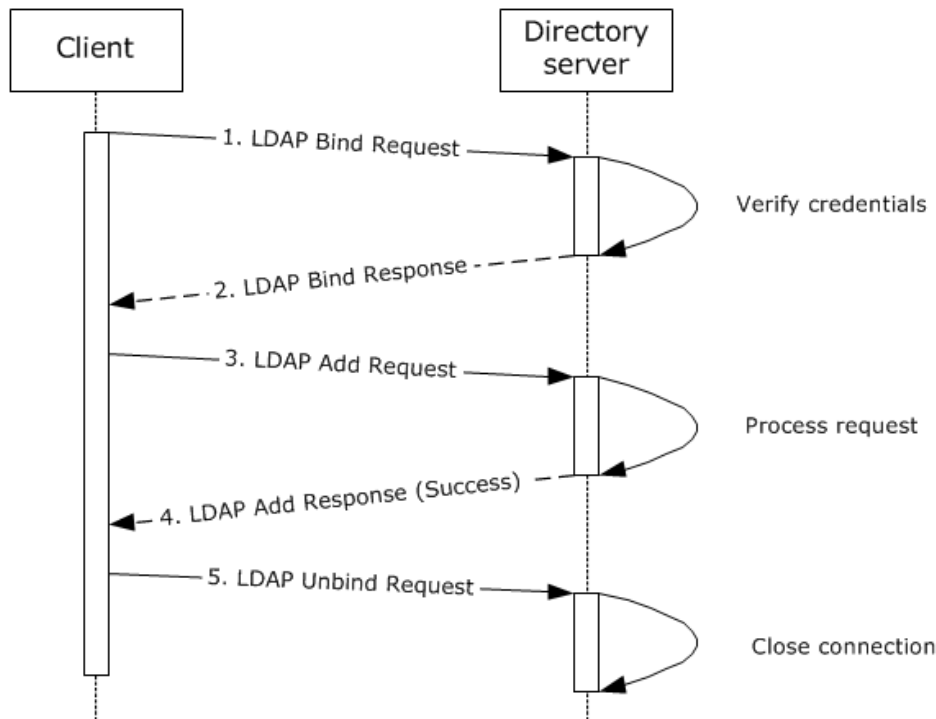 Client
Directory
server
1. LDAP Bind Request
Verify credentials
2. LDAP Bind Response
3. LDAP Add Request
Process request
4. LDAP Add Response (Success)
5. LDAP Unbind Request
Close connection